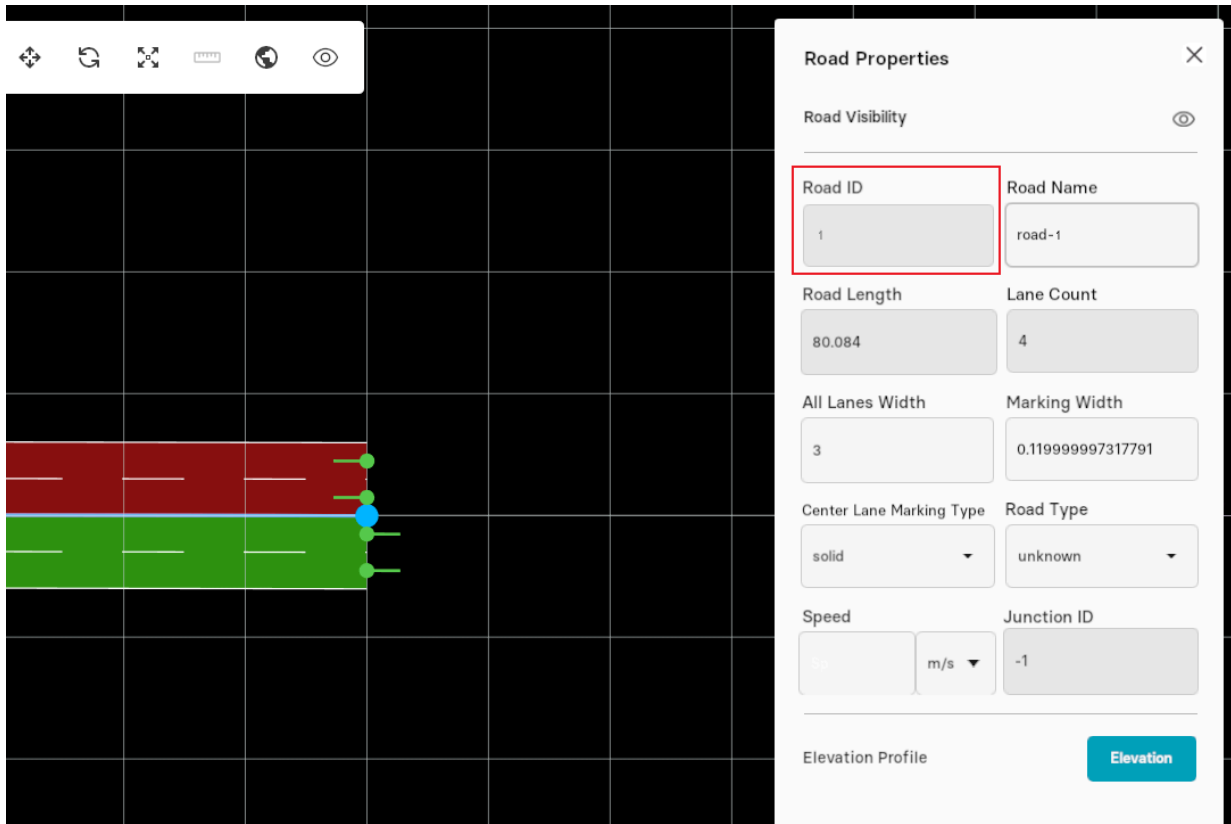 Road Properties
Road Visibility
Road ID
Road Name
1
road-1
Road Length
Lane Count
80.084
4
All Lanes Width
Marking Width
3
0.119999997317791
Center Lane Marking Type
Road Type
solid
unknown
Speed
Junction ID
m/s
-1
Elevation Profile
Elevation